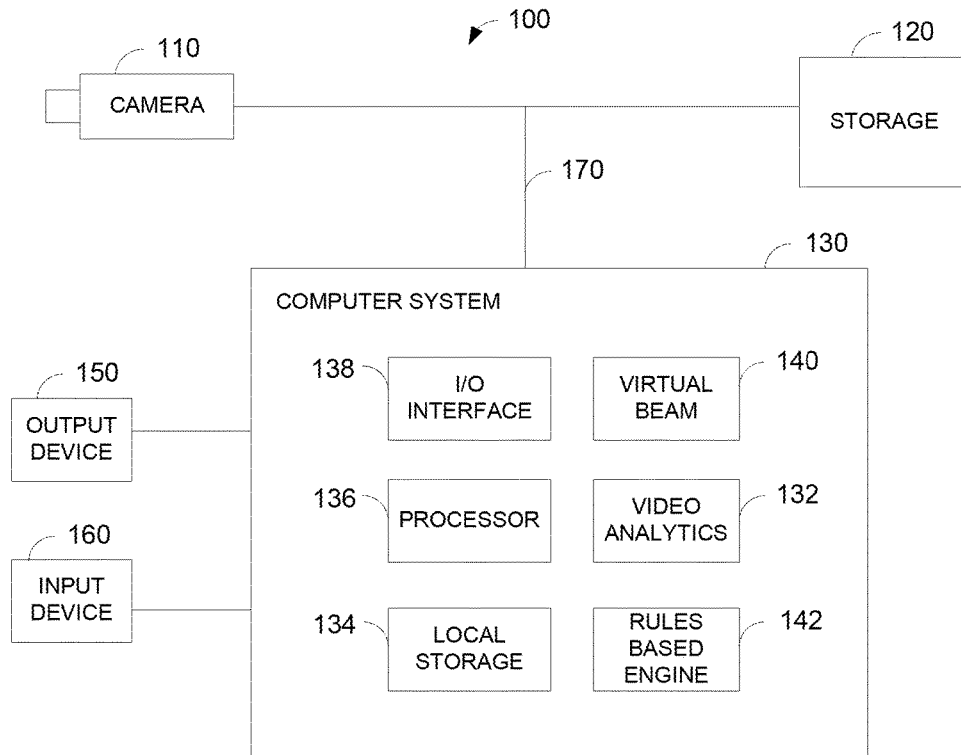 100
110
120
CAMERA
STORAGE
170
130
COMPUTER SYSTEM
138
I/O
INTERFACE
VIRTUAL
BEAM
140
150
OUTPUT
DEVICE
136
PROCESSOR
VIDEO
ANALYTICS
132
160
INPUT
DEVICE
134
LOCAL
STORAGE
RULES
BASED
ENGINE
142